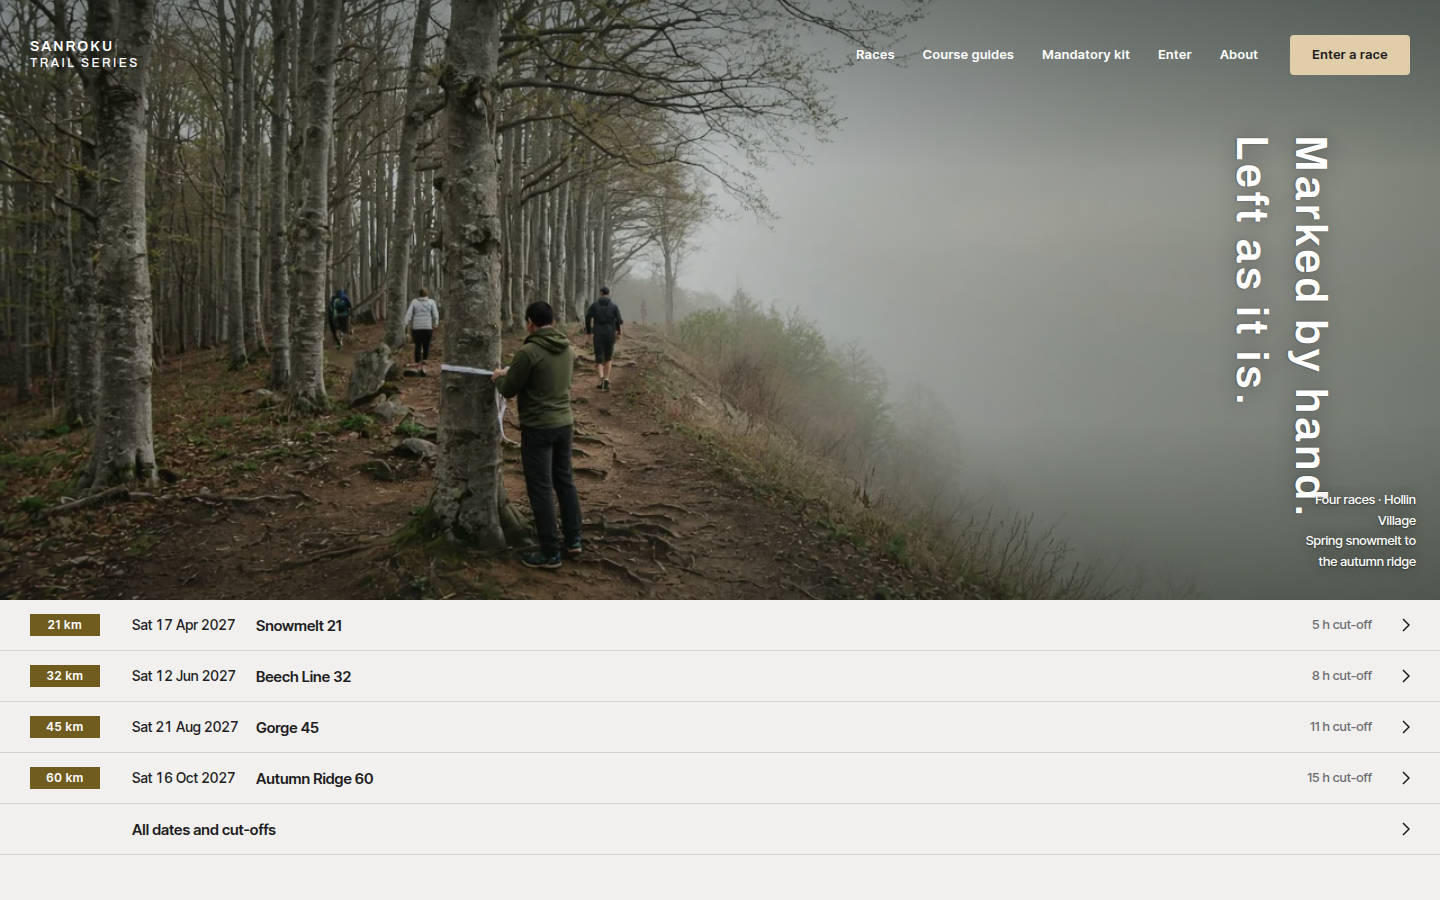 SANROKU
TRAIL SERIES
Races
Course guides
Mandatory kit
Enter
About
Enter a race
Marked by hand.
Left as it is.
Four races · Hollin
Village
Spring snowmelt to
the autumn ridge
21 km
Sat 17 Apr 2027
Snowmelt 21
5 h cut-off
32 km
Sat 12 Jun 2027
Beech Line 32
8 h cut-off
45 km
Sat 21 Aug 2027
Gorge 45
11 h cut-off
60 km
Sat 16 Oct 2027
Autumn Ridge 60
15 h cut-off
All dates and cut-offs